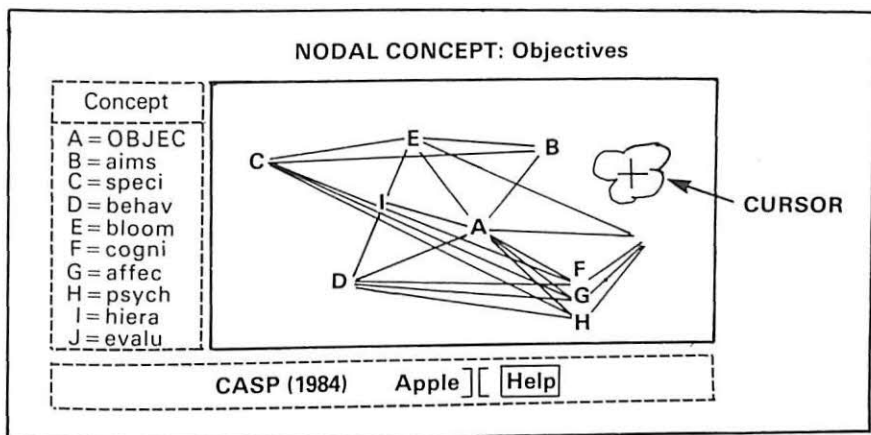 NODAL CONCEPT: Objectives
Concept
A = OBJEC
B = aims
C = speci
D = behav
E = bloom
F = cogni
G = affec
H = psych
I = hiera
J = evalu
E
B
C
I
A
CURSOR
D
F
G
H
CASP (1984) Apple ][ Help